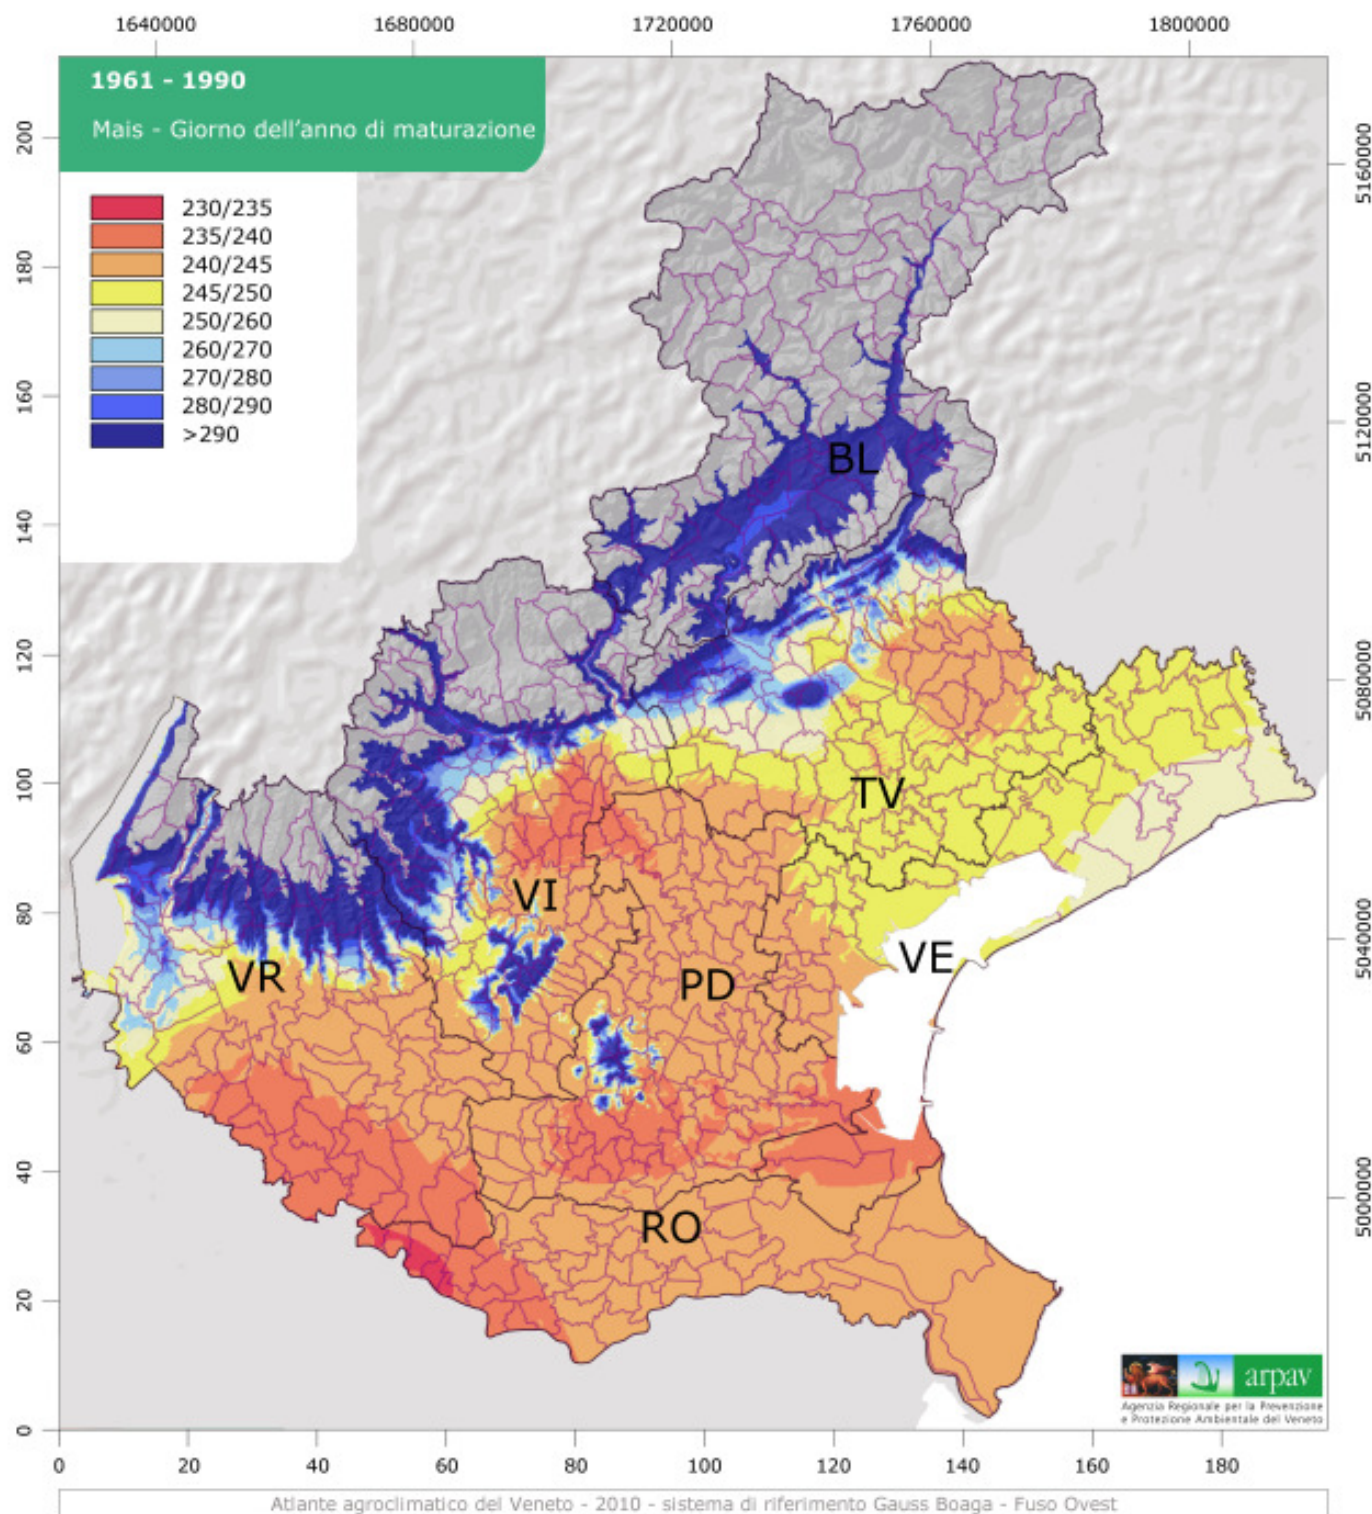 1640000 1680000 1720000 1760000 1800000
1961 - 1990
Mais - Giorno dell'anno di maturazione
230/235
235/240
240/245
245/250
250/260
260/270
270/280
280/290
>290
200
180
160
140
120
100
80
60
40
20
0
5160000
5120000
5080000
5040000
5000000
BL
TV
VI
VE
VR
PD
RO
arpav
Agenzia Regionale per la Prevenzione
e Protezione Ambientale del Veneto
0 20 40 60 80 100 120 140 160 180
Atlante agroclimatico del Veneto - 2010 - sistema di riferimento Gauss Boaga - Fuso Ovest